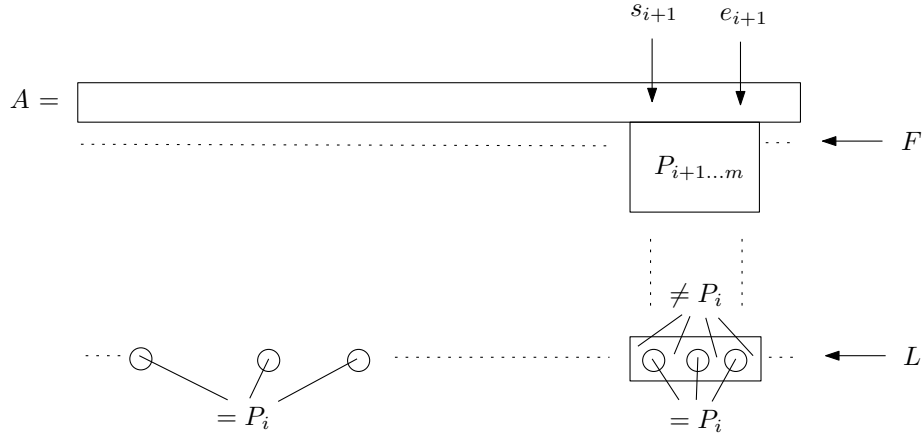 s_{i+1} e_{i+1}
A =
F
P_{i+1...m}
≠ P_i
L
= P_i = P_i